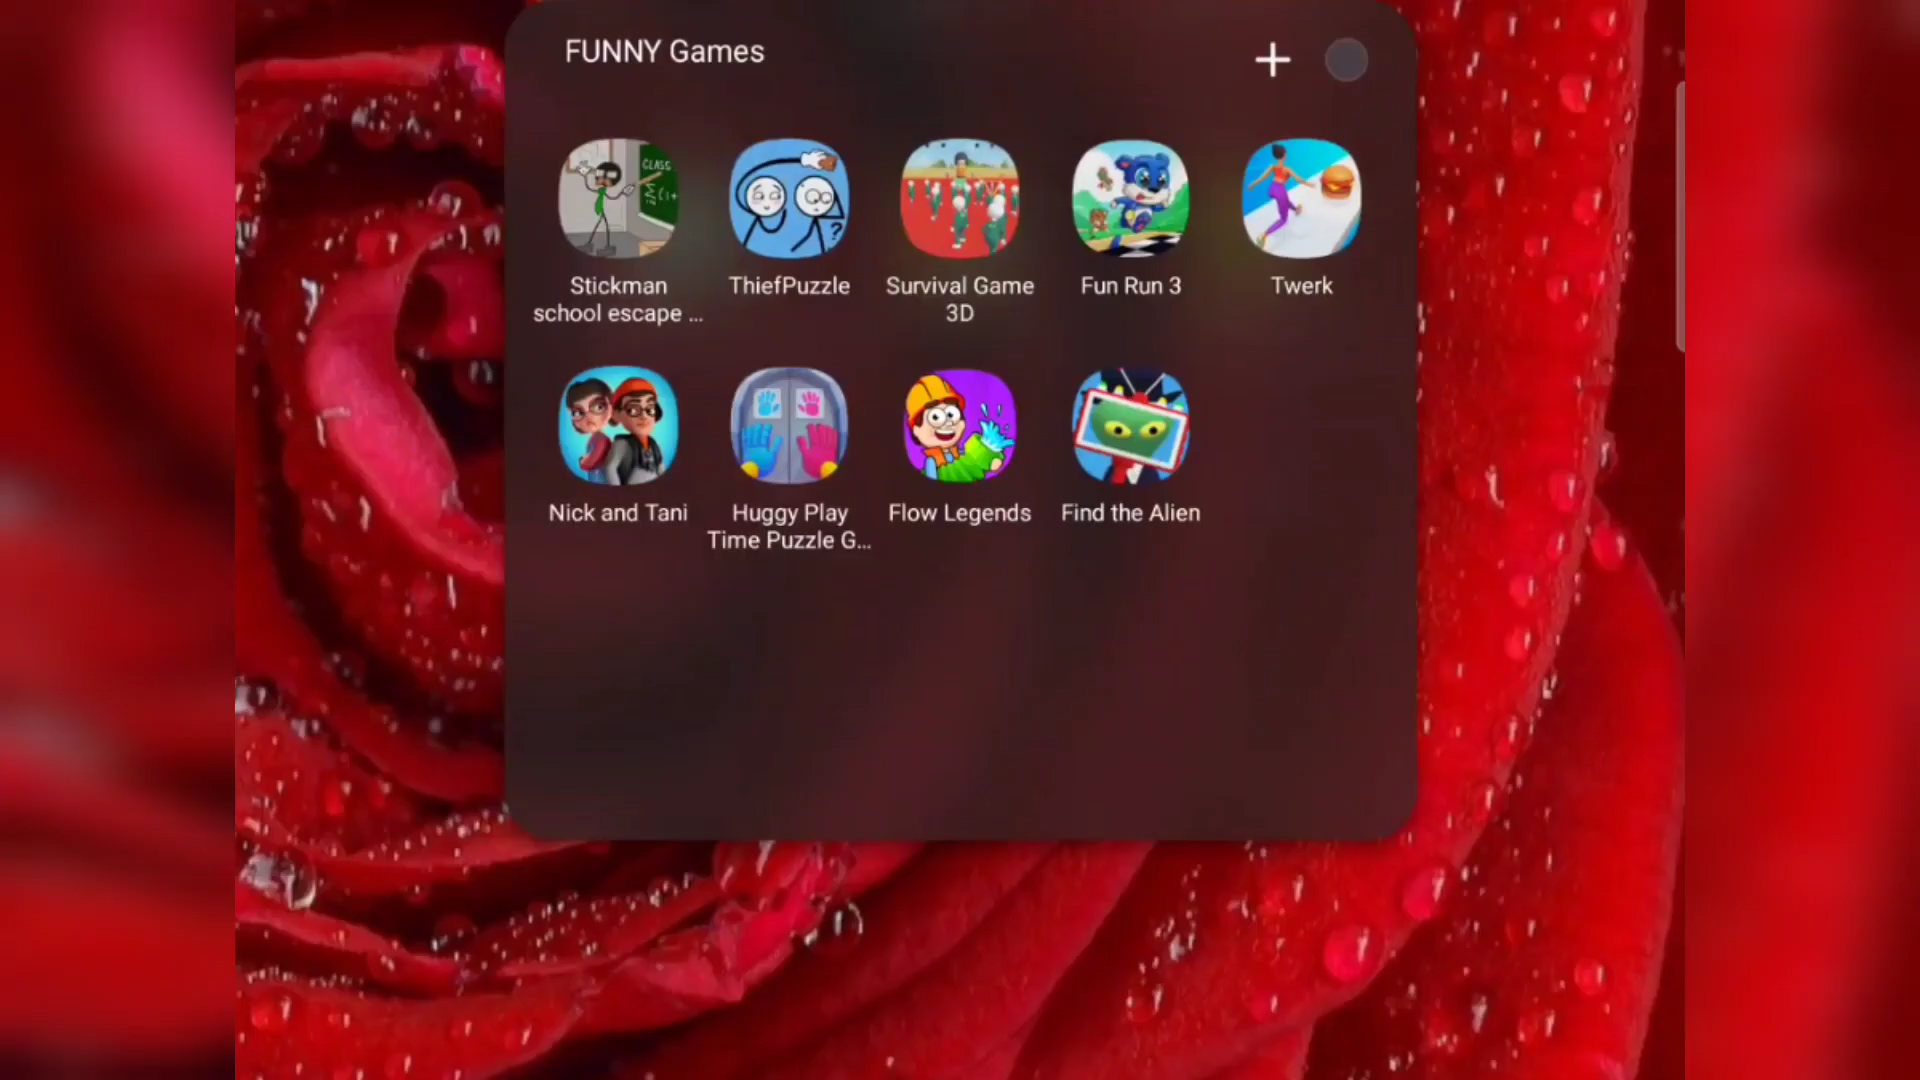 FUNNY Games
CLASS
Stickman
school escape ...
ThiefPuzzle
Survival Game
3D
Fun Run 3
Twerk
Nick and Tani
Huggy Play
Time Puzzle G...
Flow Legends
Find the Alien